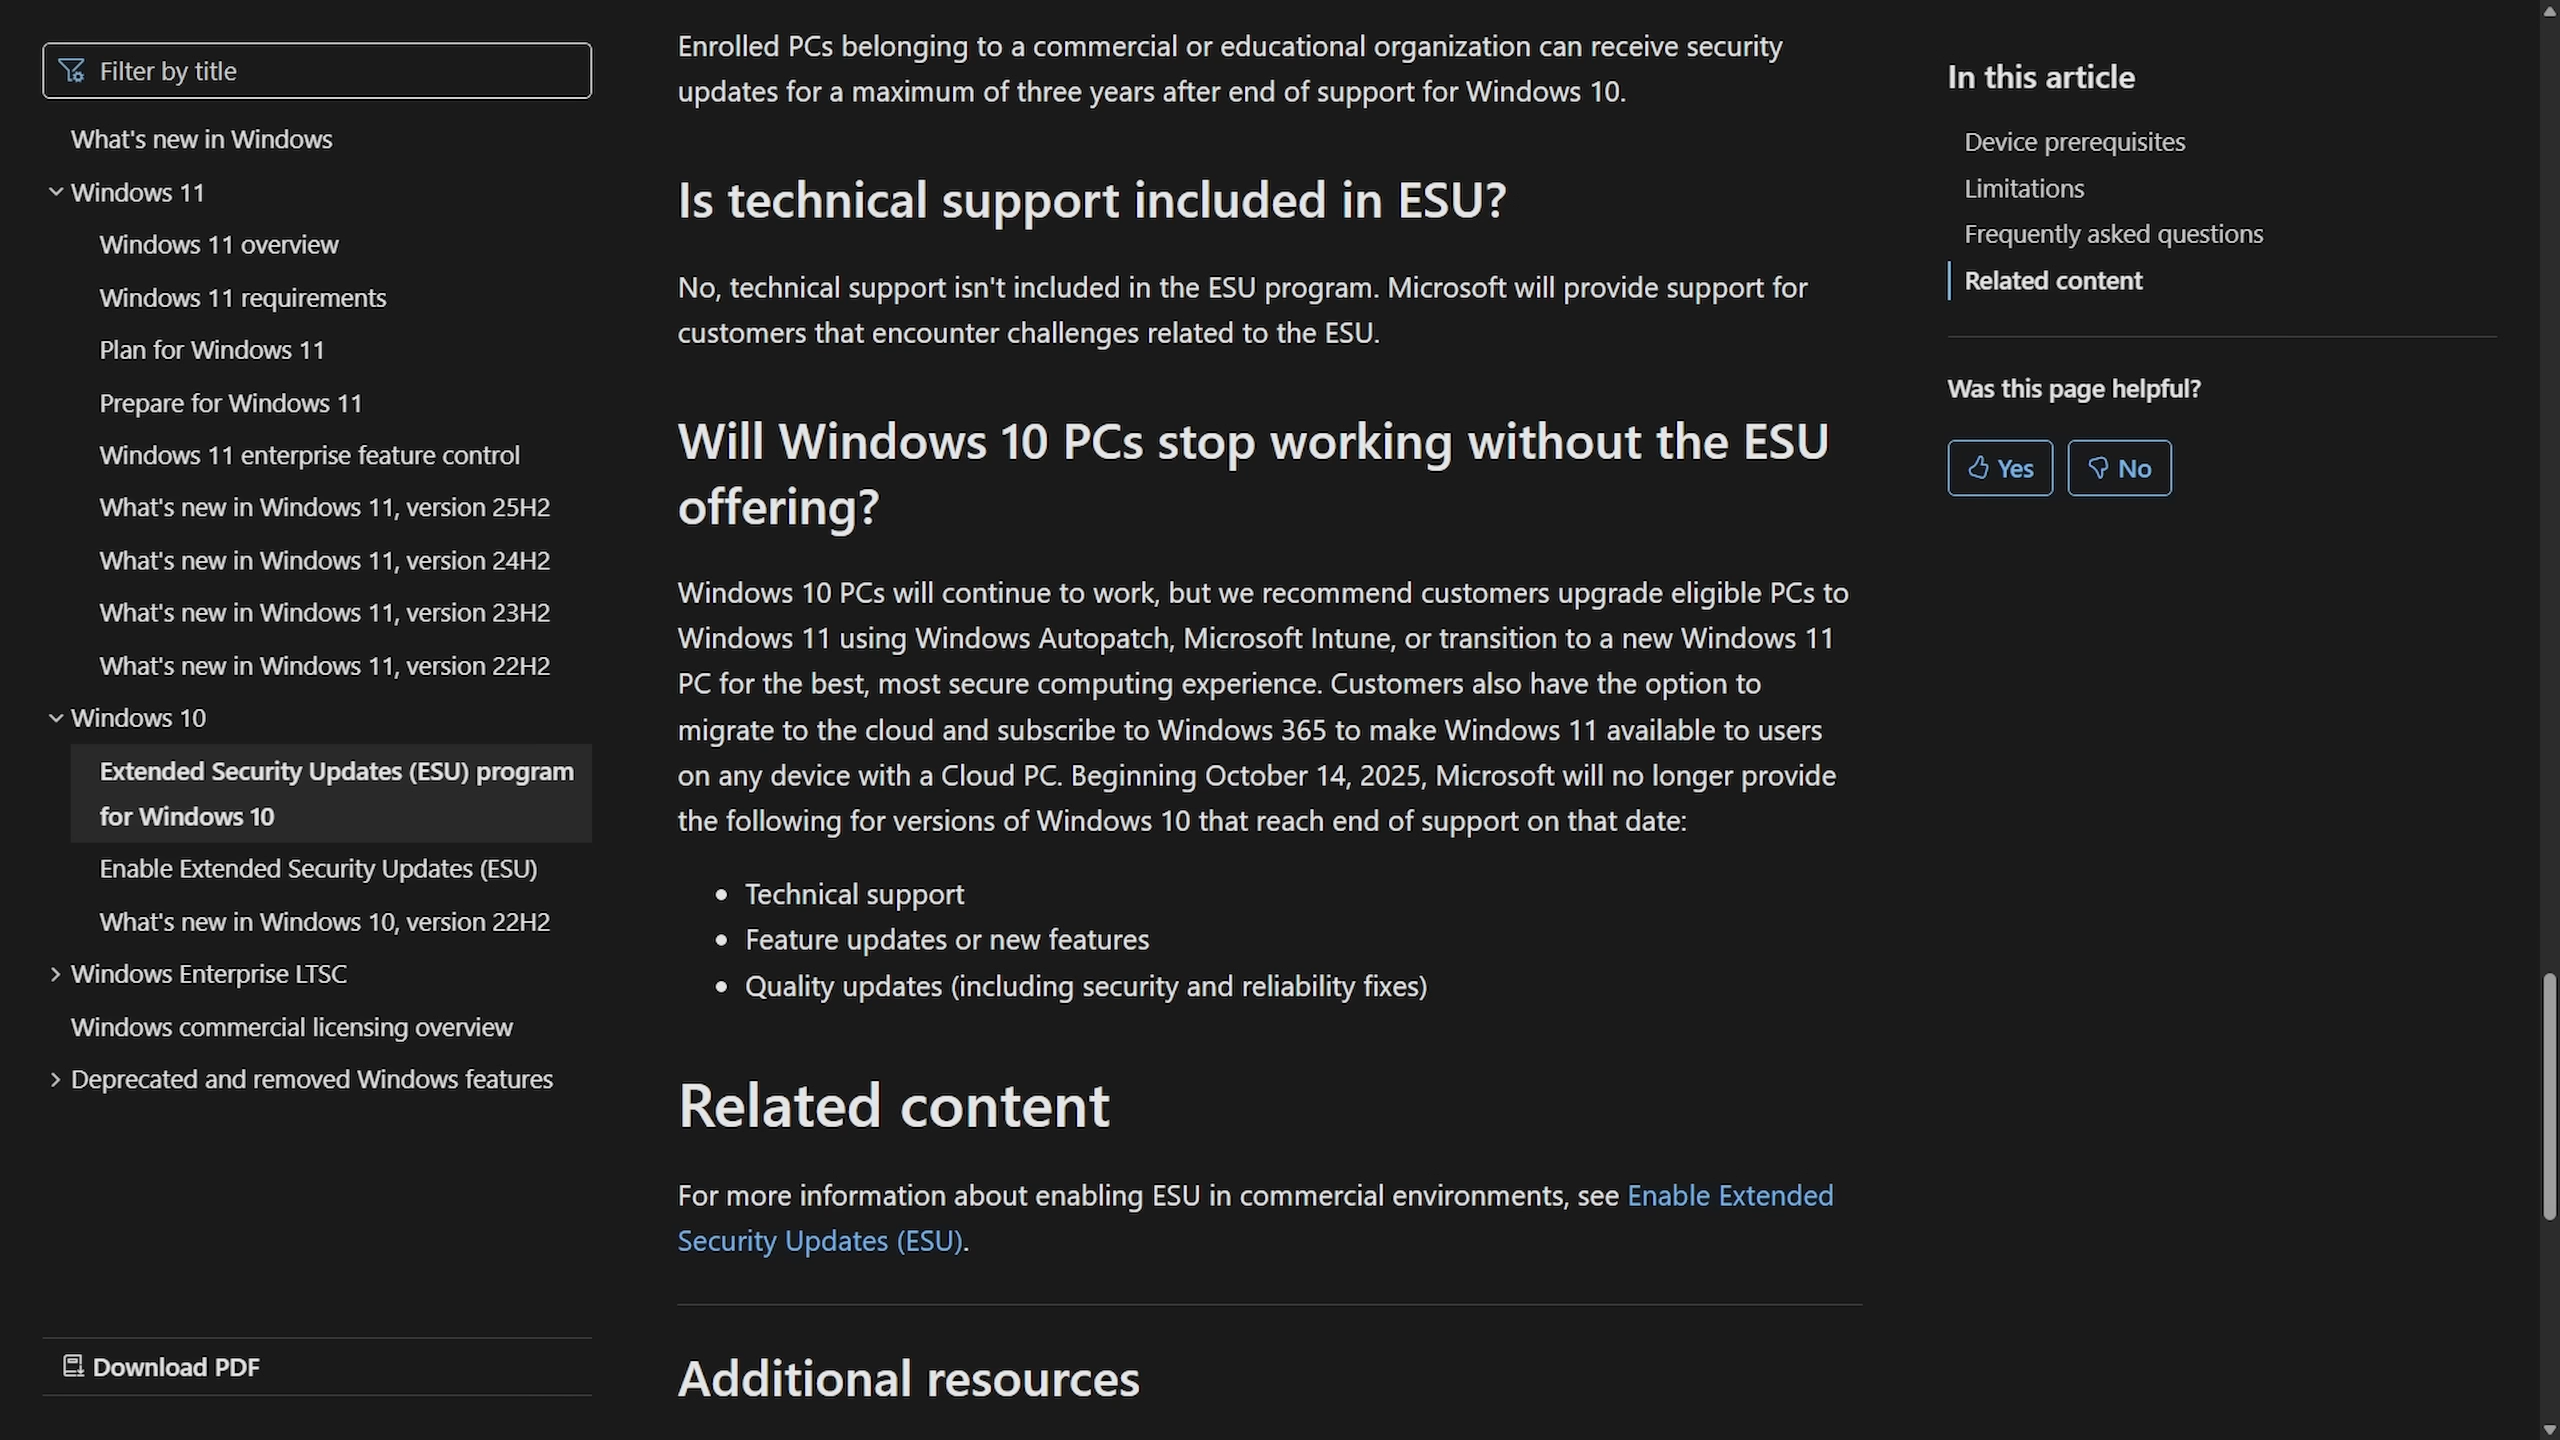 Filter by title
What's new in Windows
Windows 11
Windows 11 overview
Windows 11 requirements
Plan for Windows 11
Prepare for Windows 11
Windows 11 enterprise feature control
What's new in Windows 11, version 25H2
What's new in Windows 11, version 24H2
What's new in Windows 11, version 23H2
What's new in Windows 11, version 22H2
Windows 10
Extended Security Updates (ESU) program
for Windows 10
Enable Extended Security Updates (ESU)
What's new in Windows 10, version 22H2
Windows Enterprise LTSC
Windows commercial licensing overview
Deprecated and removed Windows features
Download PDF
Enrolled PCs belonging to a commercial or educational organization can receive security
updates for a maximum of three years after end of support for Windows 10.
Is technical support included in ESU?
No, technical support isn't included in the ESU program. Microsoft will provide support for
customers that encounter challenges related to the ESU.
Will Windows 10 PCs stop working without the ESU
offering?
Windows 10 PCs will continue to work, but we recommend customers upgrade eligible PCs to
Windows 11 using Windows Autopatch, Microsoft Intune, or transition to a new Windows 11
PC for the best, most secure computing experience. Customers also have the option to
migrate to the cloud and subscribe to Windows 365 to make Windows 11 available to users
on any device with a Cloud PC. Beginning October 14, 2025, Microsoft will no longer provide
the following for versions of Windows 10 that reach end of support on that date:
• Technical support
• Feature updates or new features
• Quality updates (including security and reliability fixes)
Related content
For more information about enabling ESU in commercial environments, see Enable Extended
Security Updates (ESU).
Additional resources
In this article
Device prerequisites
Limitations
Frequently asked questions
Related content
Was this page helpful?
Yes
No